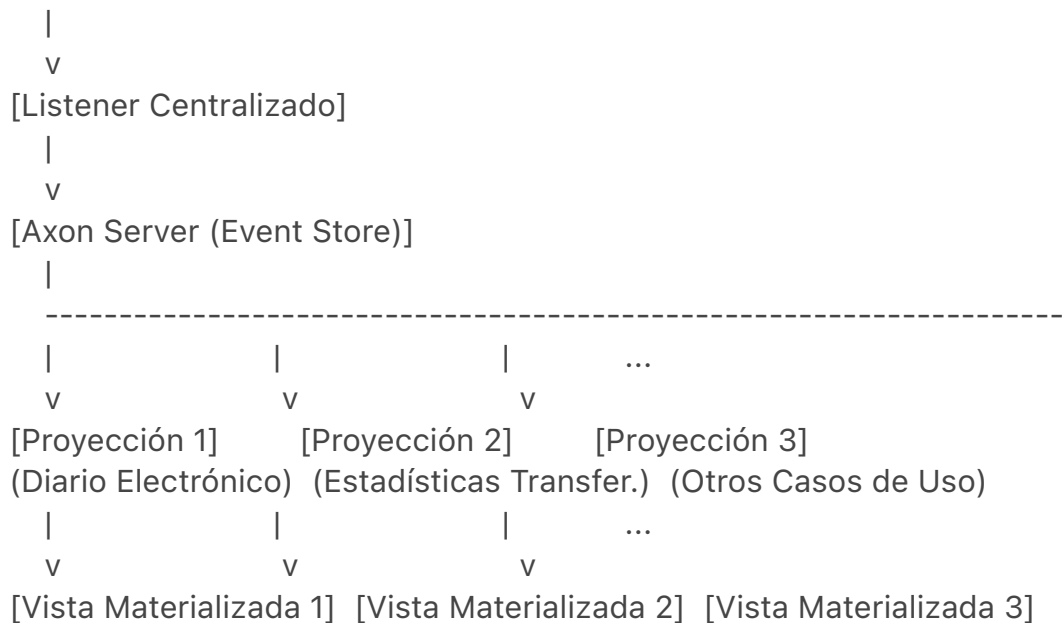 |
v
[Listener Centralizado]
|
v
[Axon Server (Event Store)]
|
---------------------------------------------------------------------
| | | ...
v v v
[Proyección 1] [Proyección 2] [Proyección 3]
(Diario Electrónico) (Estadísticas Transfer.) (Otros Casos de Uso)
| | | ...
v v v
[Vista Materializada 1] [Vista Materializada 2] [Vista Materializada 3]